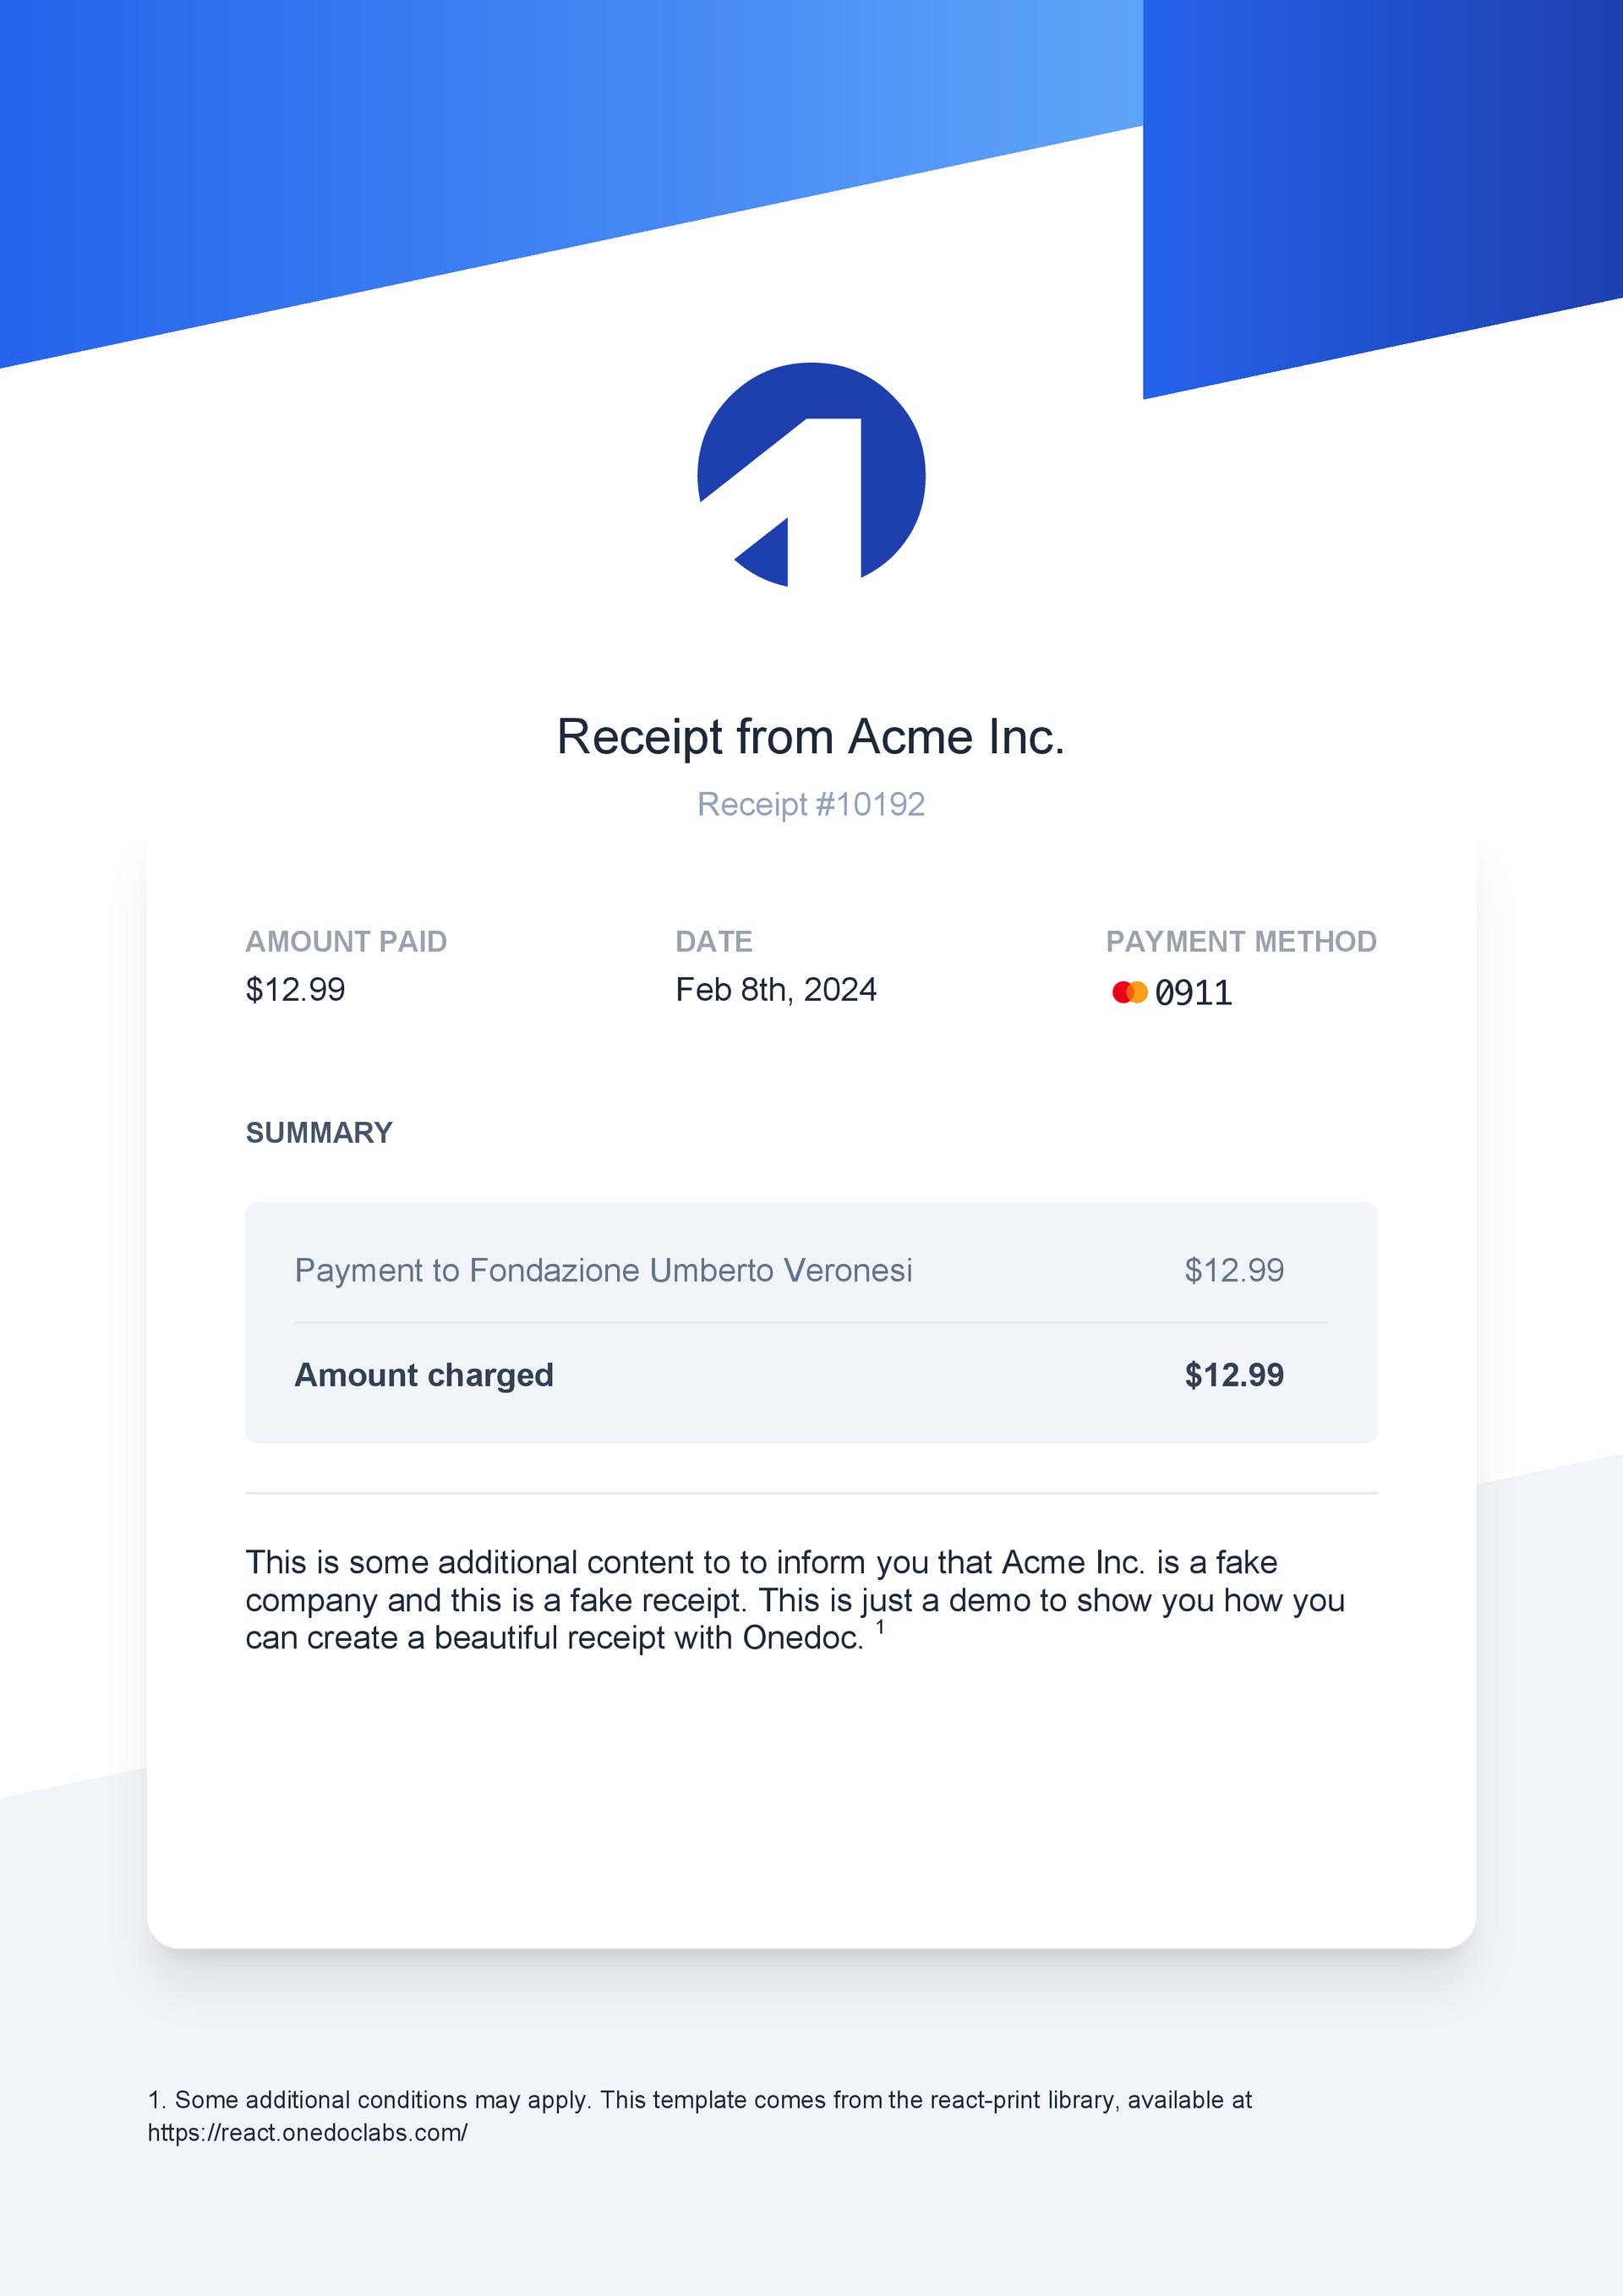 Receipt from Acme Inc.
Receipt #10192
AMOUNT PAID
$12.99
DATE
Feb 8th, 2024
PAYMENT METHOD
0911
SUMMARY
Payment to Fondazione Umberto Veronesi $12.99
Amount charged $12.99
This is some additional content to to inform you that Acme Inc. is a fake
company and this is a fake receipt. This is just a demo to show you how you
can create a beautiful receipt with Onedoc. 1
1. Some additional conditions may apply. This template comes from the react-print library, available at
https://react.onedoclabs.com/